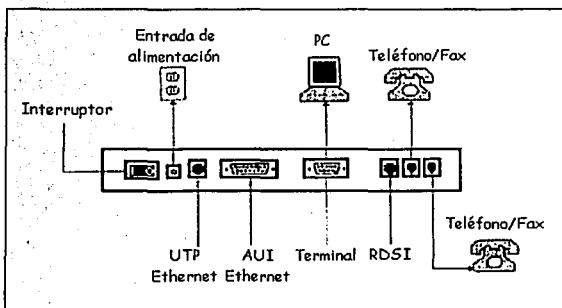 Entrada de
alimentación
PC
Teléfono/Fax
Interruptor
Teléfono/Fax
UTP
Ethernet
AUI
Ethernet
Terminal
RDSI